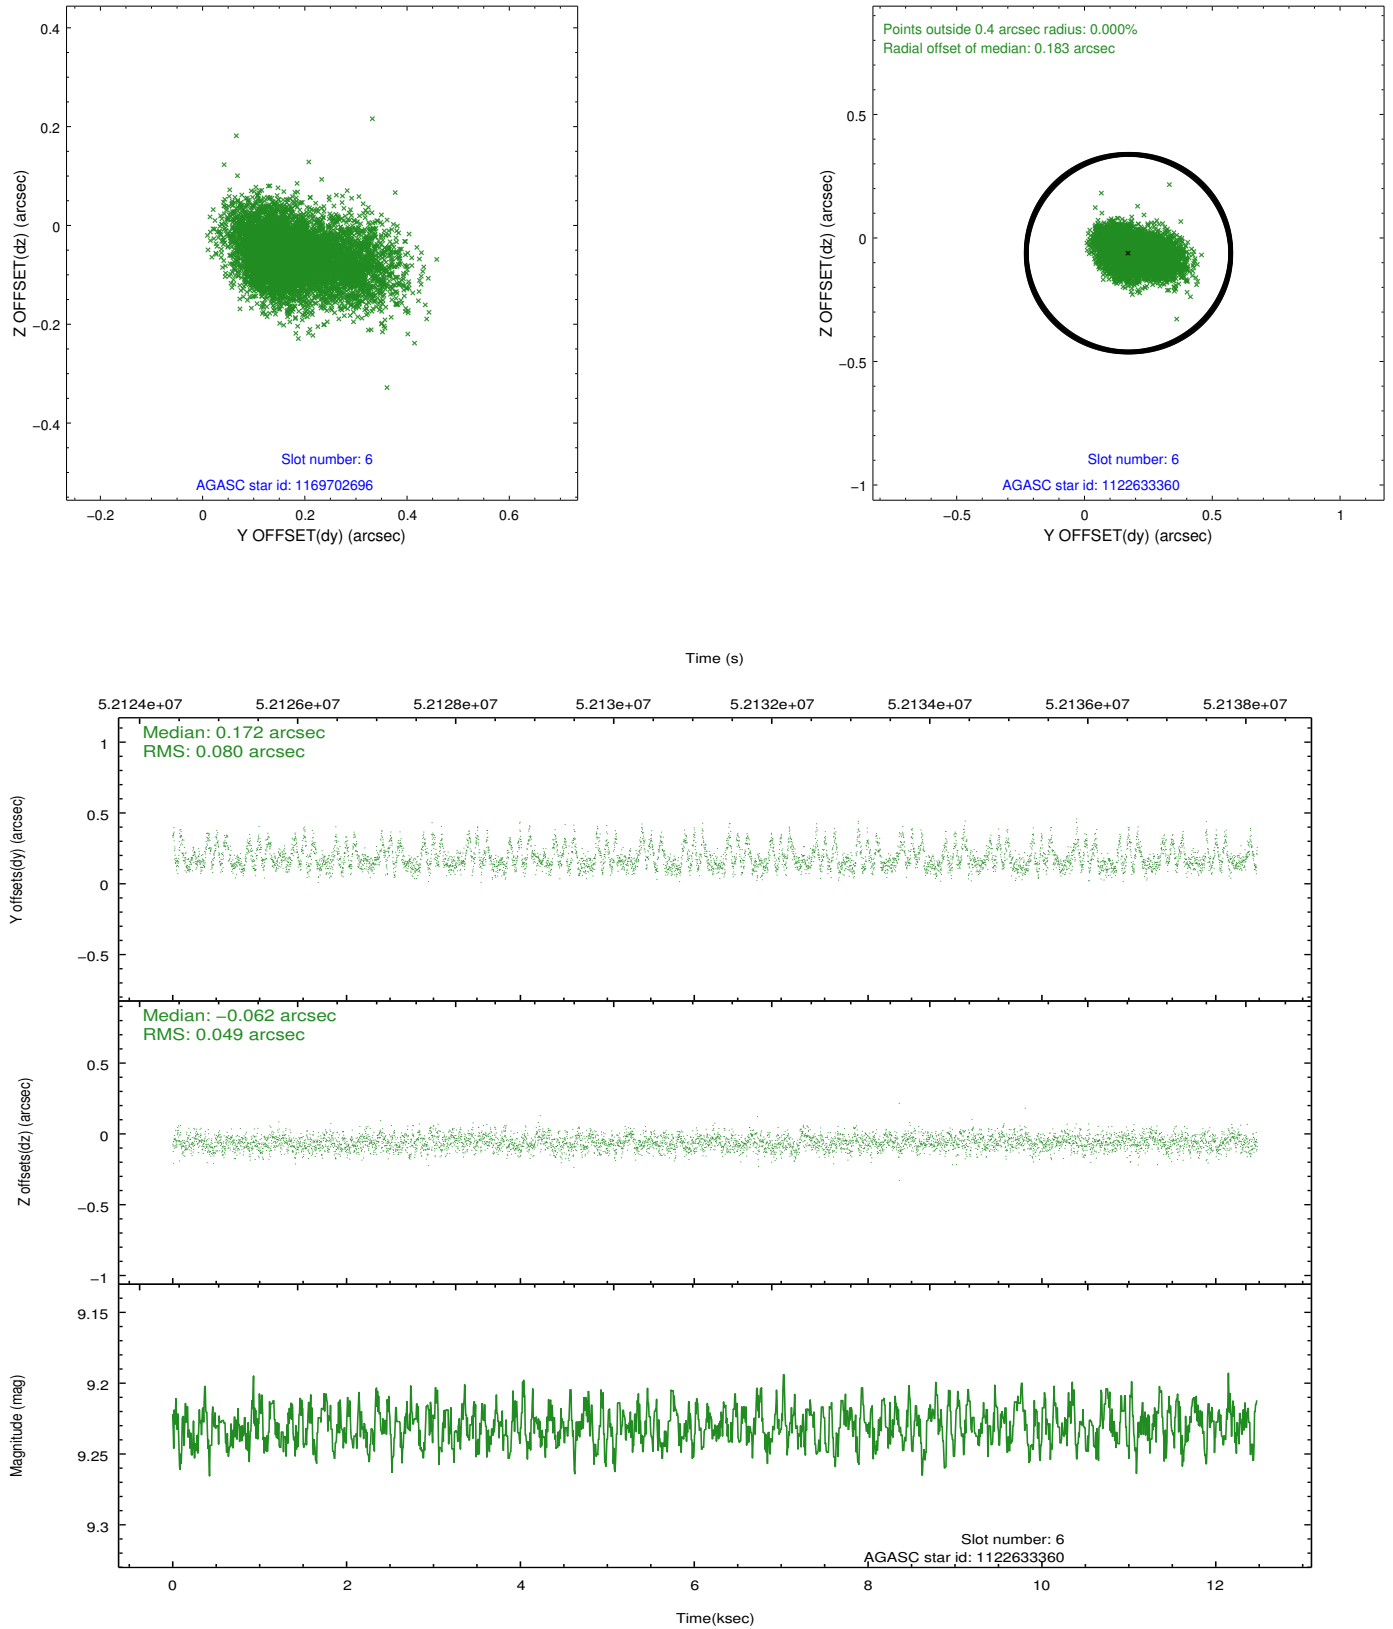 0.4
0.2
0
−0.2
−0.4
Z OFFSET(dz) (arcsec)
Slot number: 6
AGASC star id: 1169702696
−0.2
0
0.2
0.4
0.6
Y OFFSET(dy) (arcsec)
Points outside 0.4 arcsec radius: 0.000%
Radial offset of median: 0.183 arcsec
0.5
0
−0.5
−1
Z OFFSET(dz) (arcsec)
Slot number: 6
AGASC star id: 1122633360
−0.5
0
0.5
1
Y OFFSET(dy) (arcsec)
Time (s)
5.2124e+07
5.2126e+07
5.2128e+07
5.213e+07
5.2132e+07
5.2134e+07
5.2136e+07
5.2138e+07
Median: 0.172 arcsec
RMS: 0.080 arcsec
1
0.5
0
−0.5
Y offsets(dy) (arcsec)
Median: −0.062 arcsec
RMS: 0.049 arcsec
0.5
0
−0.5
−1
Z offsets(dz) (arcsec)
9.15
9.2
9.25
9.3
Magnitude (mag)
Slot number: 6
AGASC star id: 1122633360
0
2
4
6
8
10
12
Time(ksec)